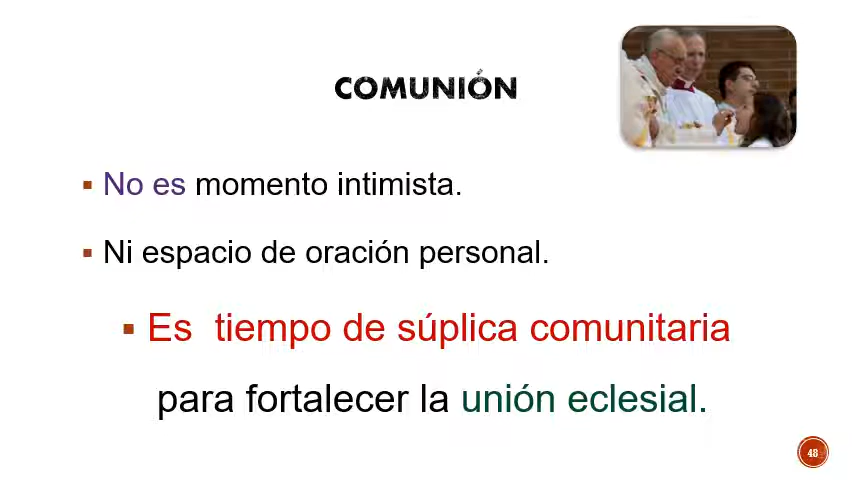 COMUNIÓN
No es momento intimista.
Ni espacio de oración personal.
Es tiempo de súplica comunitaria
para fortalecer la unión eclesial.
48